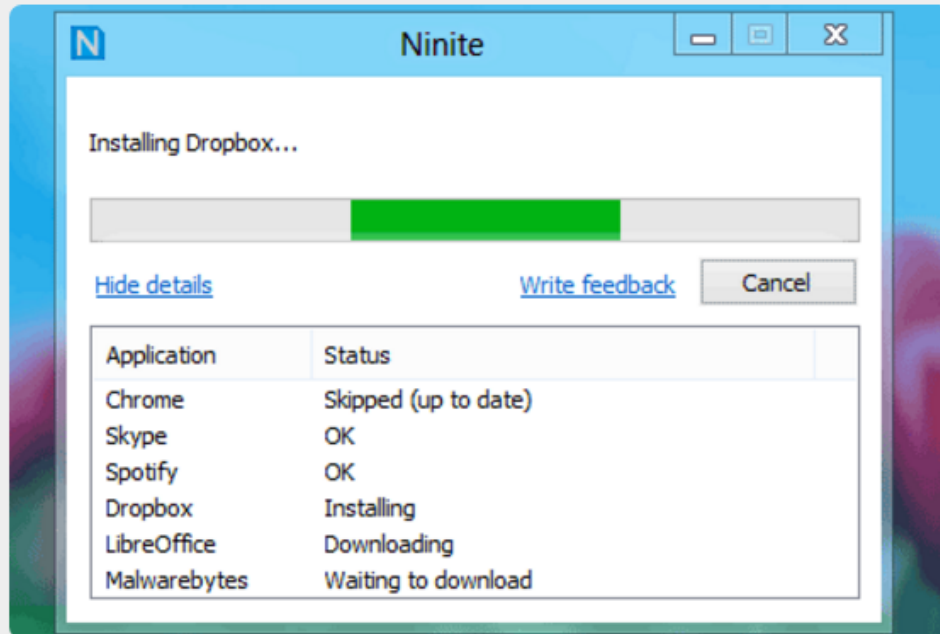 N Ninite
Installing Dropbox...
Hide details Write feedback Cancel
Application Status
Chrome Skipped (up to date)
Skype OK
Spotify OK
Dropbox Installing
LibreOffice Downloading
Malwarebytes Waiting to download